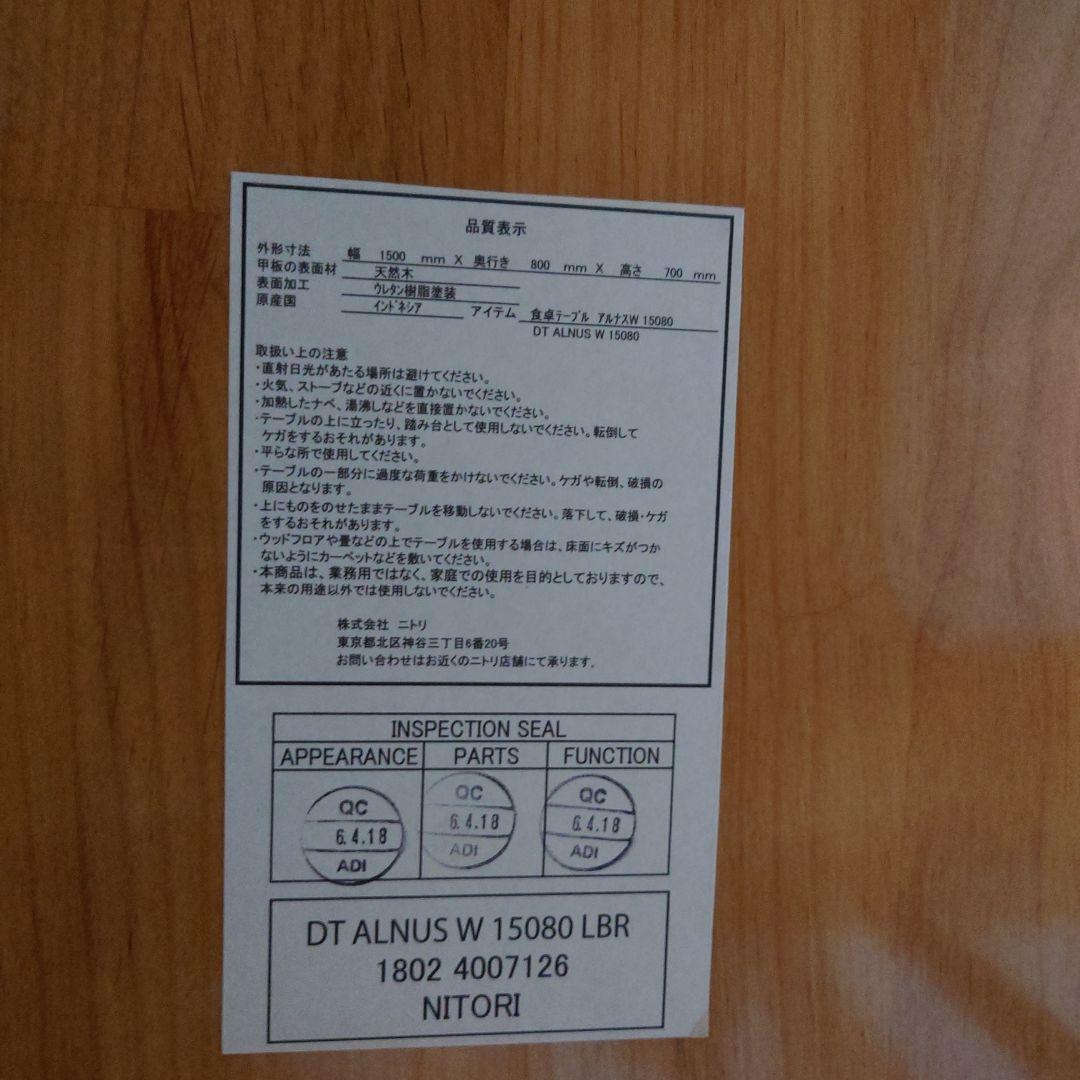 品質表示
外形寸法 幅 1500 mm X 奥行き 800 mm X 高さ 700 mm
甲板の表面材 天然木
表面加工 ウレタン樹脂塗装
原産国 インドネシア アイテム 食卓テーブル アルナスW 15080
DT ALNUS W 15080
取扱い上の注意
・直射日光があたる場所は避けてください。
・火気、ストーブなどの近くに置かないでください。
・加熱したナベ、湯沸しなどを直接置かないでください。
・テーブルの上に立ったり、踏み台として使用しないでください。転倒して
ケガをするおそれがあります。
・平らな所で使用してください。
・テーブルの一部分に過度な荷重をかけないでください。ケガや転倒、破損の
原因となります。
・上にものをのせたままテーブルを移動しないでください。落下して、破損・ケガ
をするおそれがあります。
・ウッドフロアや畳などの上でテーブルを使用する場合は、床面にキズがつか
ないようにカーペットなどを敷いてください。
・本商品は、業務用ではなく、家庭での使用を目的としておりますので、
本来の用途以外では使用しないでください。
株式会社 ニトリ
東京都北区神谷三丁目6番20号
お問い合わせはお近くのニトリ店舗にて承ります。
INSPECTION SEAL
APPEARANCE PARTS FUNCTION
QC QC QC
6.4.18 6.4.18 6.4.18
ADI ADI ADI
DT ALNUS W 15080 LBR
1802 4007126
NITORI